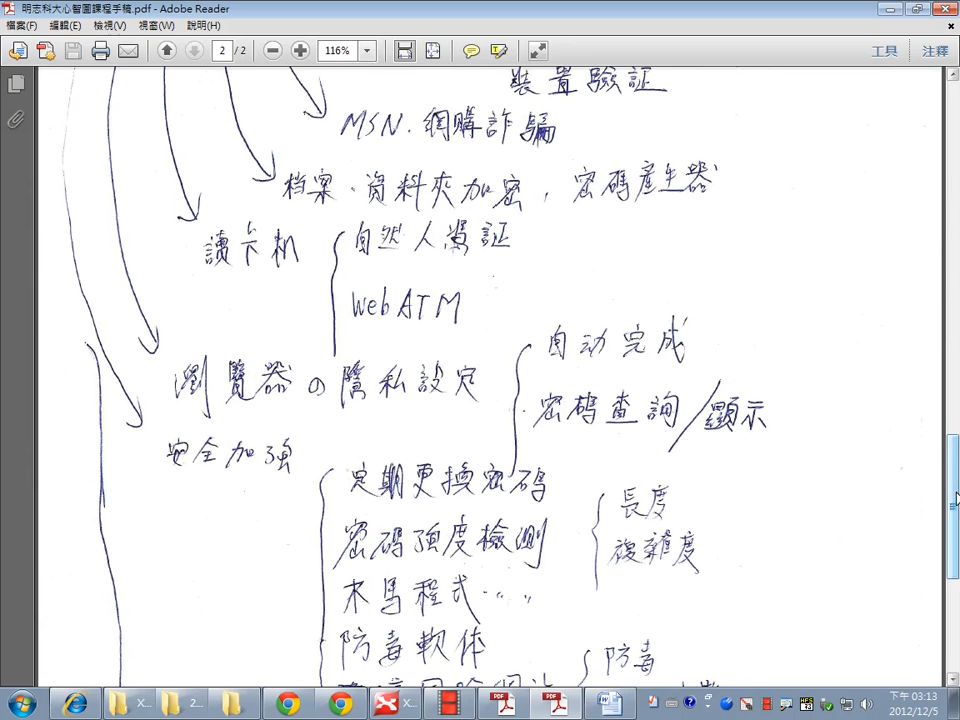 明志科大心智圖課程手稿.pdf - Adobe Reader
檔案(F) 編輯(E) 檢視(V) 視窗(W) 說明(H)
2 / 2 116% 工具 注釋
裝置驗証
MSN.網購詐騙
档案.資料夾加密,密碼產生器
讀卡机 自然人憑証
Web ATM
自动完成
瀏覽器の隱私設定
密碼查詢/顯示
安全加強
定期更換密碼
長度
密碼強度檢測
複雜度
木馬程式……
防毒軟体
防毒
X... 2... X...
下午 03:13
2012/12/5